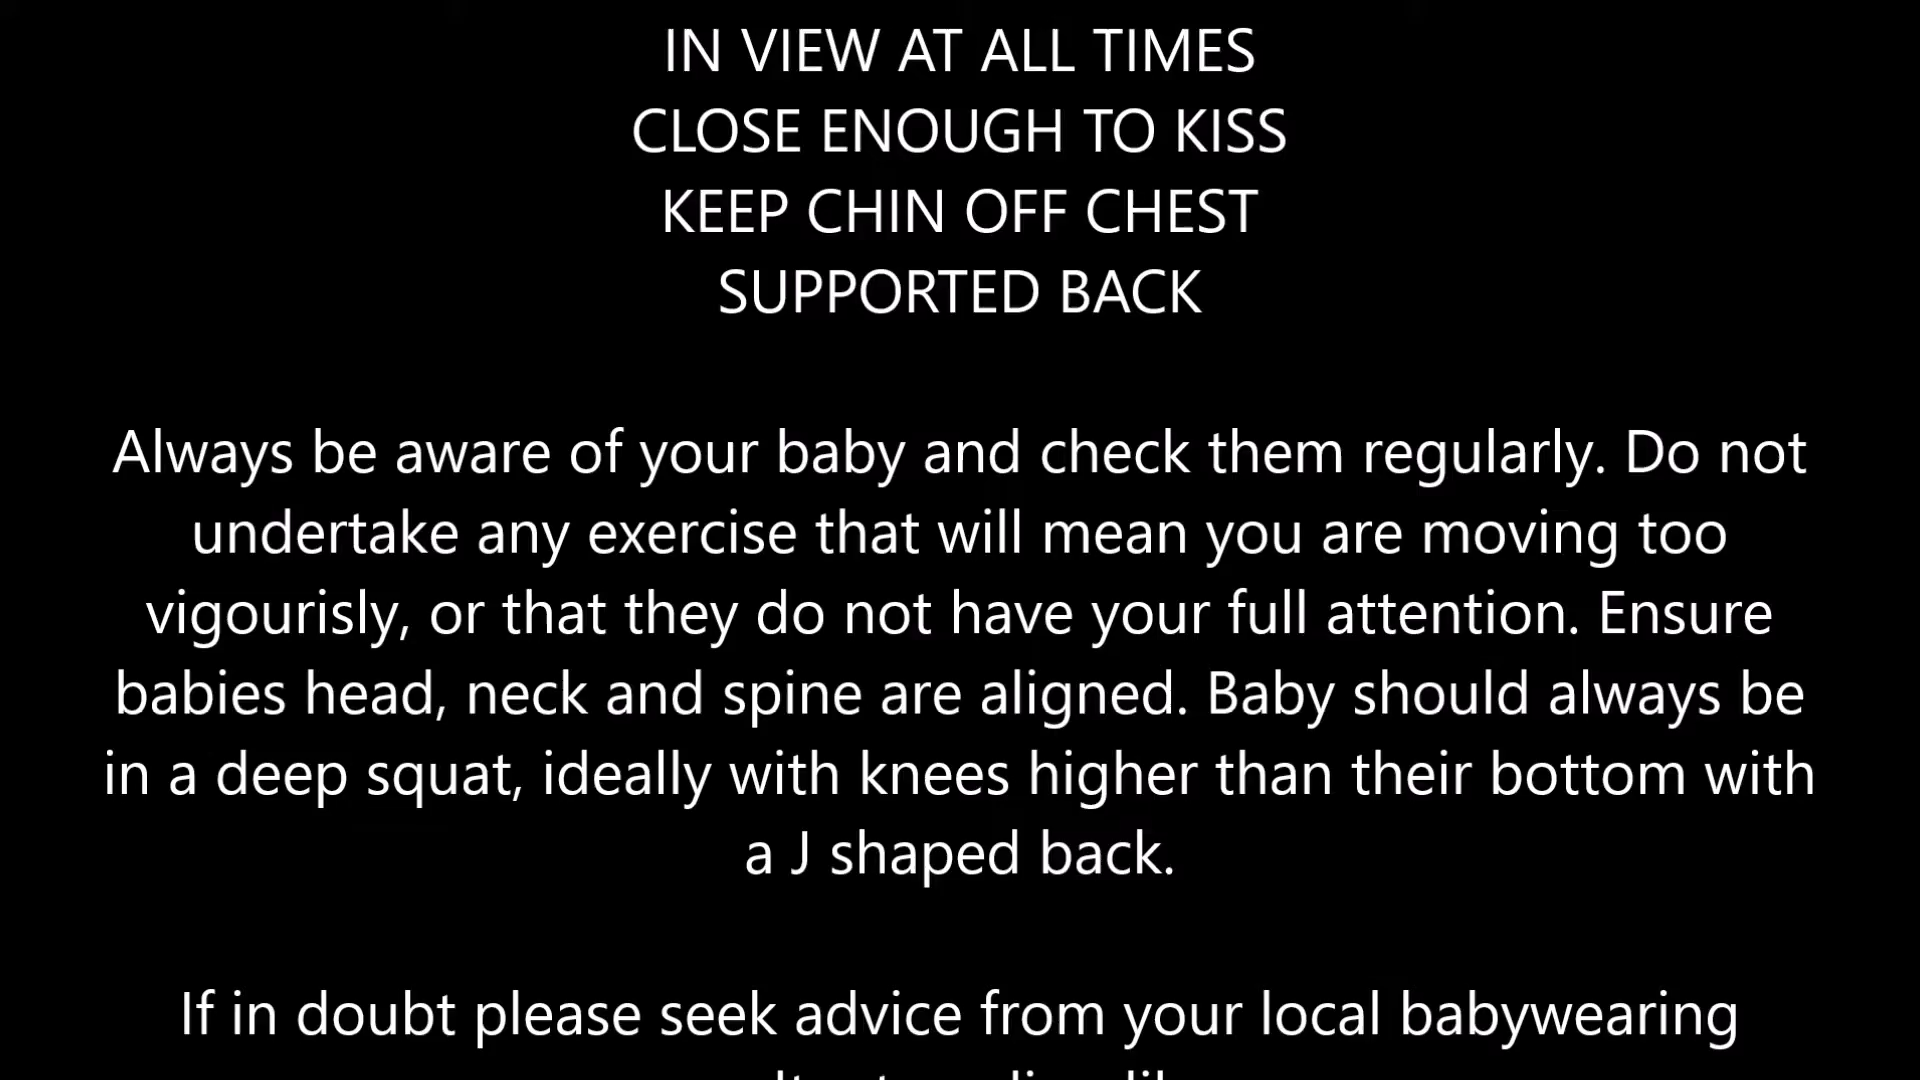 IN VIEW AT ALL TIMES
CLOSE ENOUGH TO KISS
KEEP CHIN OFF CHEST
SUPPORTED BACK
Always be aware of your baby and check them regularly. Do not
undertake any exercise that will mean you are moving too
vigourisly, or that they do not have your full attention. Ensure
babies head, neck and spine are aligned. Baby should always be
in a deep squat, ideally with knees higher than their bottom with
a J shaped back.
If in doubt please seek advice from your local babywearing